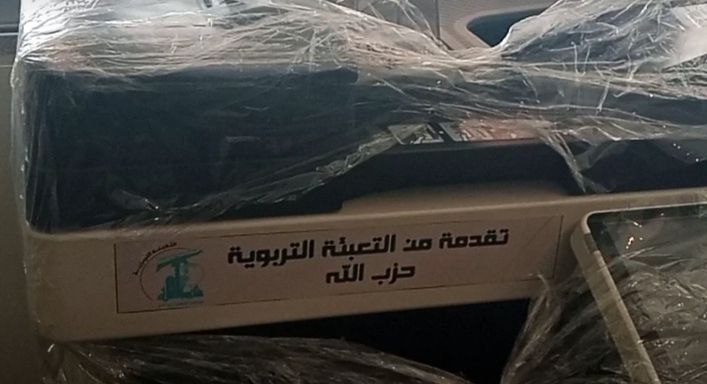 تقدمة من التعبئة التربوية
حزب الله